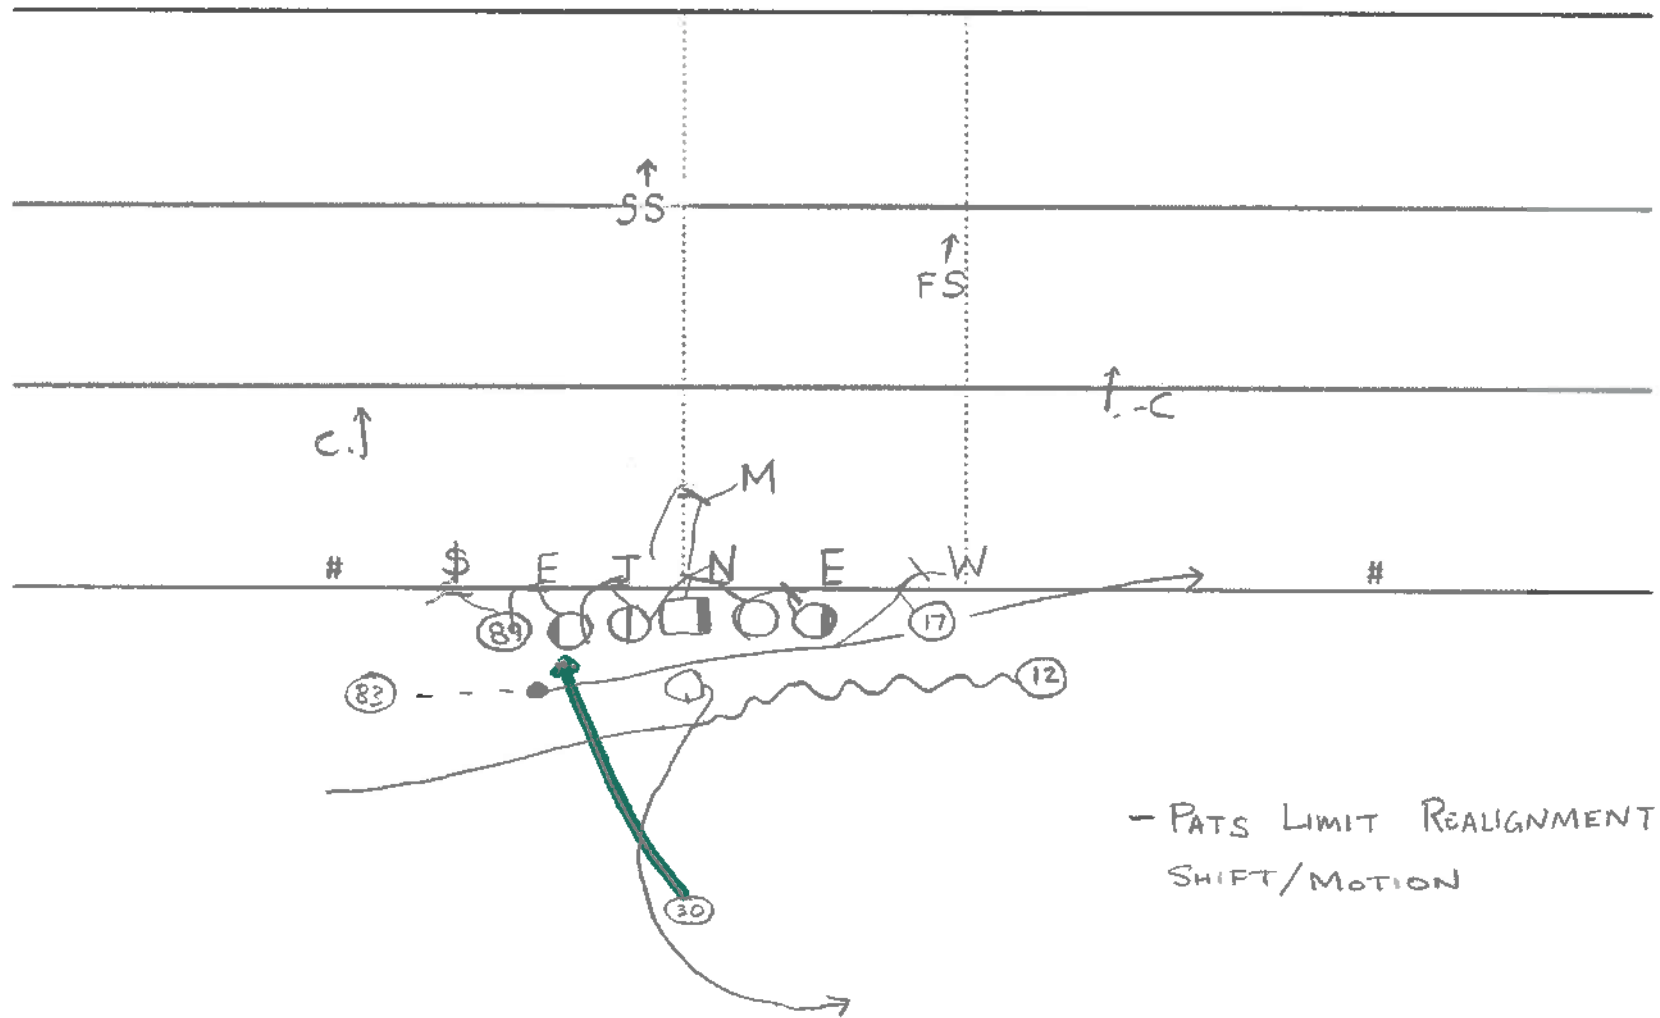 SS
FS
C
C
M
# $ E T N E W #
89 17
83 12
- PATS LIMIT REALIGNMENT
SHIFT/MOTION
30